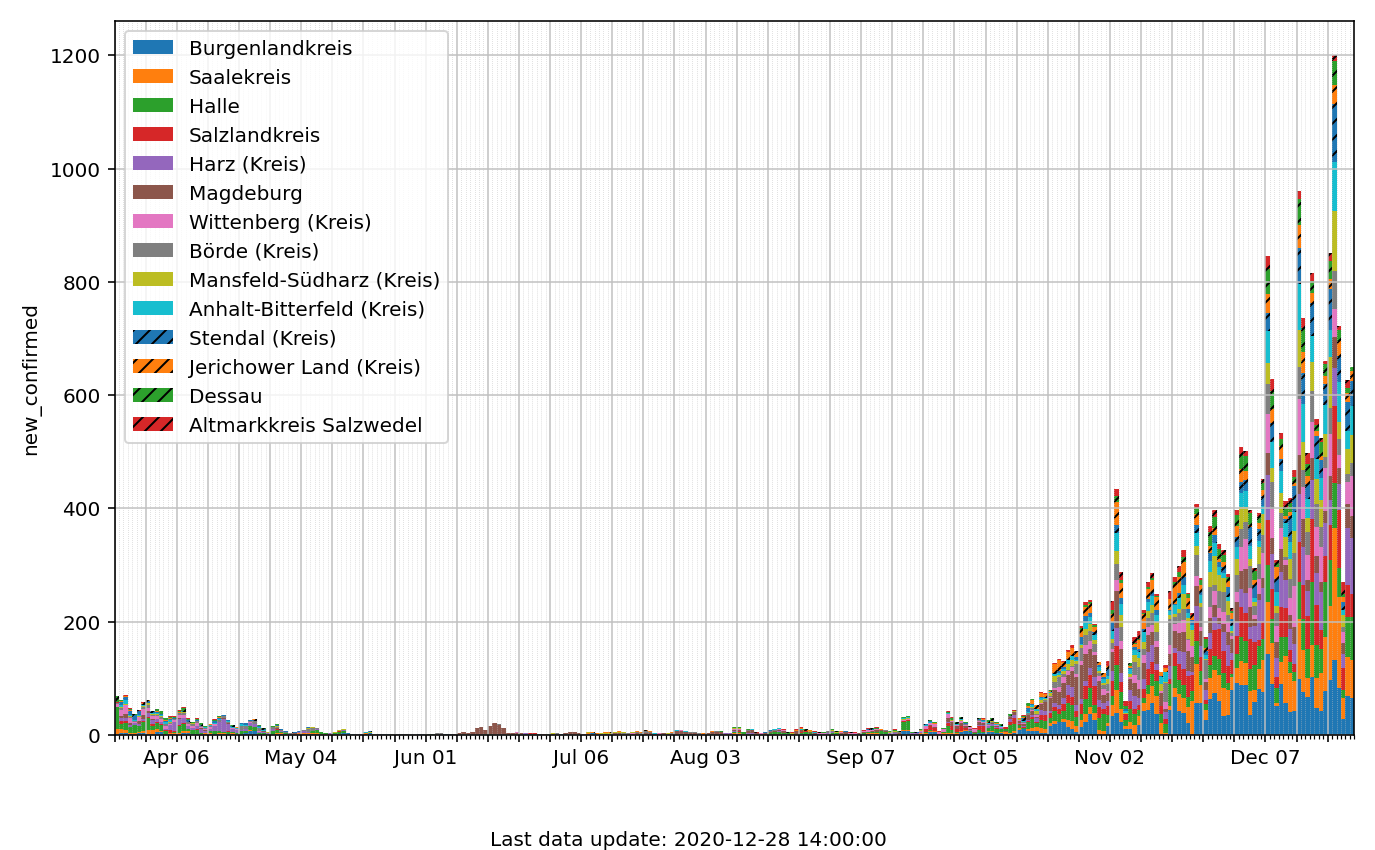 1200
1000
800
600
400
200
0
new_confirmed
Burgenlandkreis
Saalekreis
Halle
Salzlandkreis
Harz (Kreis)
Magdeburg
Wittenberg (Kreis)
Börde (Kreis)
Mansfeld-Südharz (Kreis)
Anhalt-Bitterfeld (Kreis)
Stendal (Kreis)
Jerichower Land (Kreis)
Dessau
Altmarkkreis Salzwedel
Apr 06 May 04 Jun 01 Jul 06 Aug 03 Sep 07 Oct 05 Nov 02 Dec 07
Last data update: 2020-12-28 14:00:00